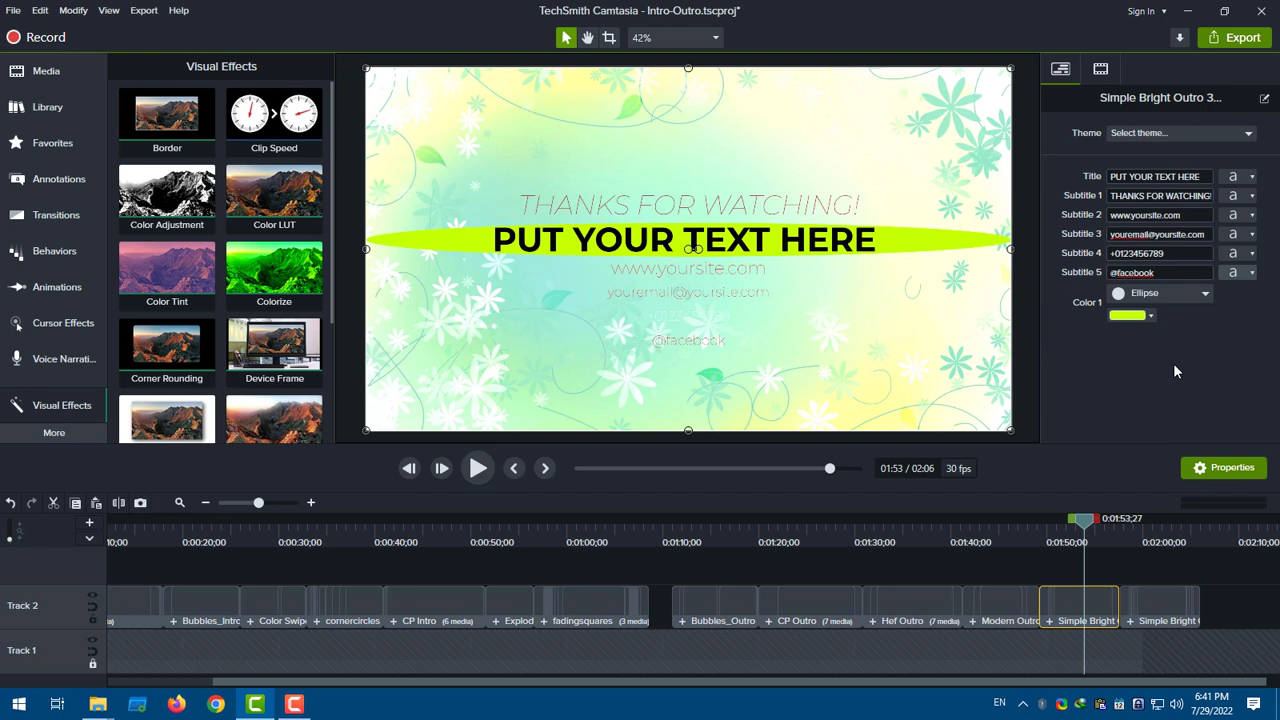 File Edit Modify View Export Help TechSmith Camtasia - Intro-Outro.tscproj* Sign In
Record 42% Export
Media
Library
Favorites
Annotations
Transitions
Behaviors
Animations
Cursor Effects
Voice Narrati...
Visual Effects
More
Visual Effects
Border Clip Speed
Color Adjustment Color LUT
Color Tint Colorize
Corner Rounding Device Frame
THANKS FOR WATCHING!
PUT YOUR TEXT HERE
www.yoursite.com
youremail@yoursite.com
@facebook
Simple Bright Outro 3...
Theme Select theme...
Title PUT YOUR TEXT HERE a
Subtitle 1 THANKS FOR WATCHING! a
Subtitle 2 www.yoursite.com a
Subtitle 3 youremail@yoursite.com a
Subtitle 4 +0123456789 a
Subtitle 5 @facebook a
Color 1 Ellipse
01:53 / 02:06 30 fps
Properties
0:01:53;27
10;00 0:00:20;00 0:00:30;00 0:00:40;00 0:00:50;00 0:01:00;00 0:01:10;00 0:01:20;00 0:01:30;00 0:01:40;00 0:01:50;00 0:02:00;00 0:02:10;00
Track 2
+ Bubbles_Intro + Color Swip + cornercircles + CP Intro (6 media) + Explod + fadingsquares (3 media) + Bubbles_Outro + CP Outro (7 media) + Hef Outro (7 media) + Modern Outro + Simple Bright + Simple Bright
Track 1
EN 6:41 PM
7/29/2022